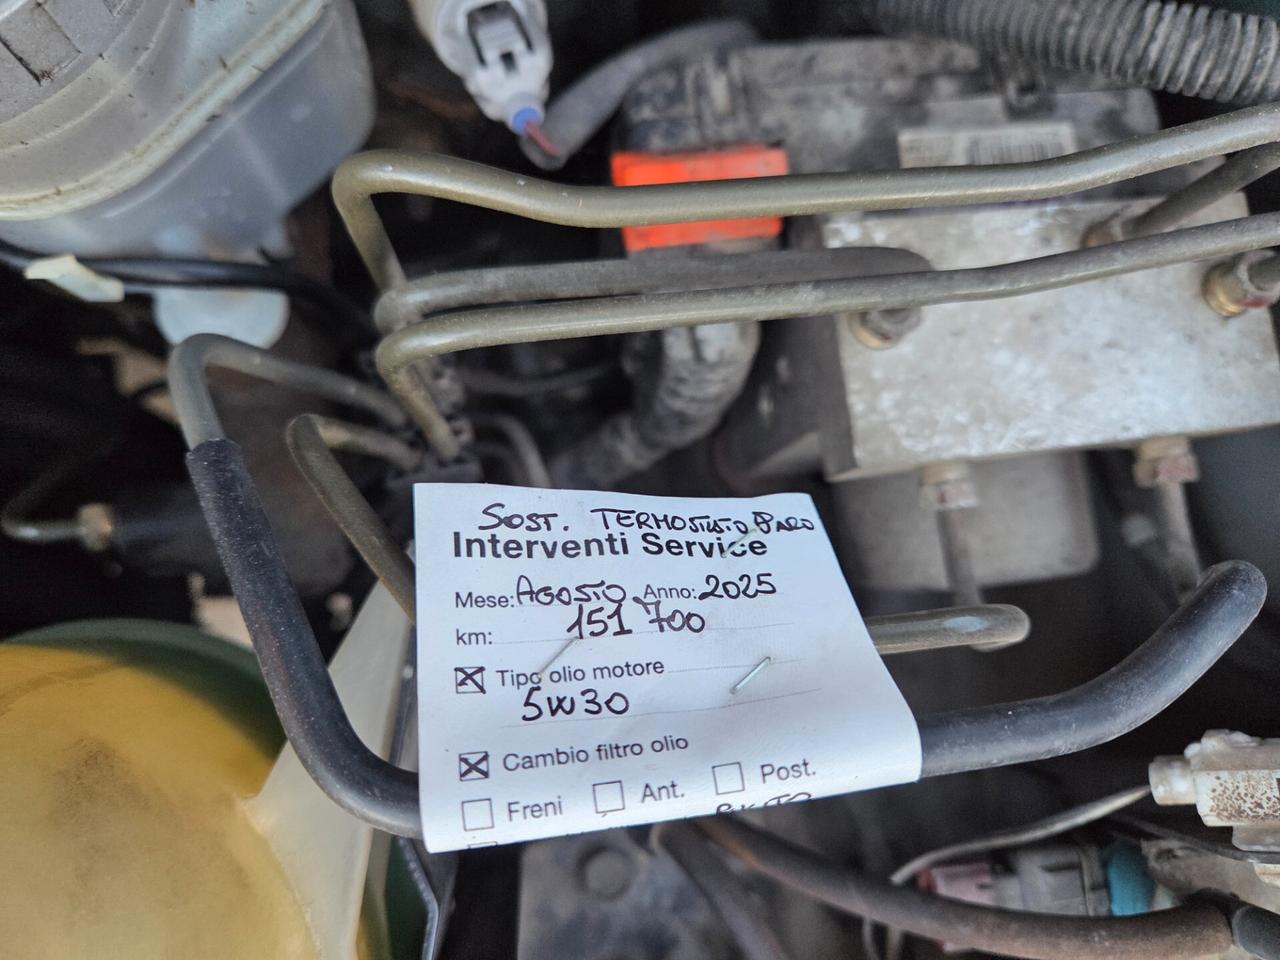 SOST. TERMOSTATO
Interventi Service
Mese: AGOSTO Anno: 2025
km: 151 700
Tipo olio motore
5W30
Cambio filtro olio
Freni Ant. Post.